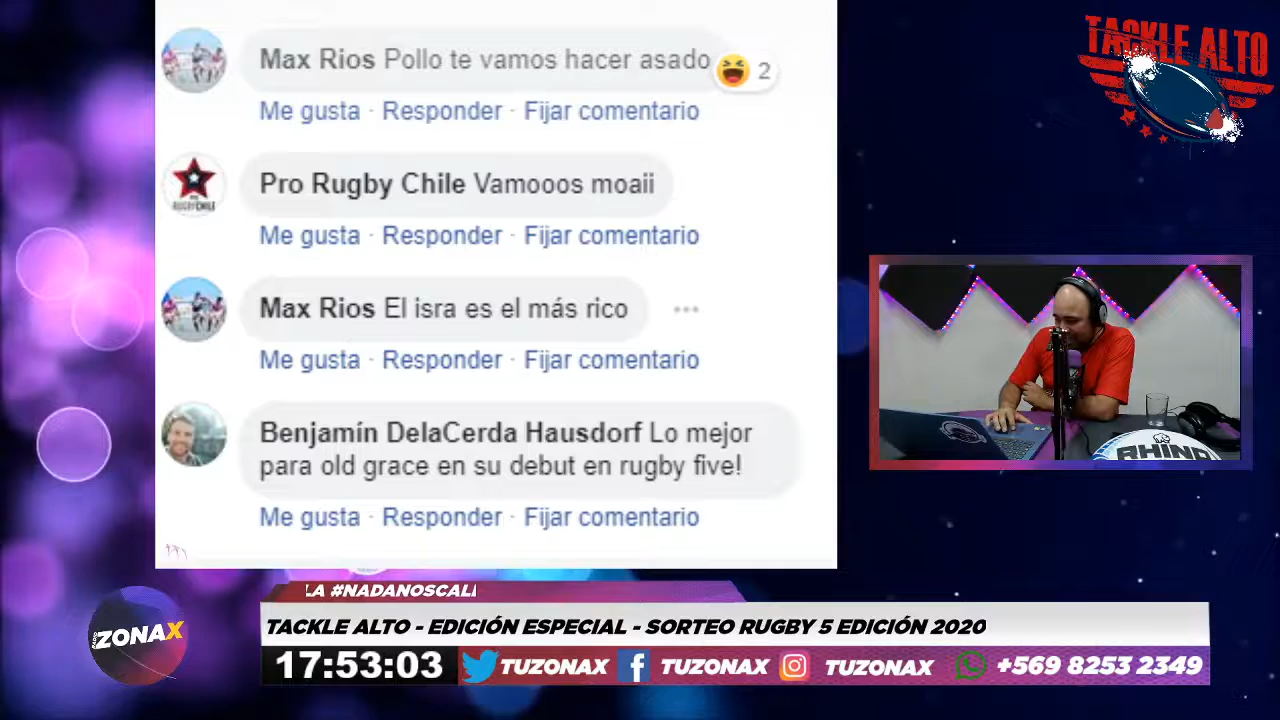 Max Rios Pollo te vamos hacer asado
2
Me gusta · Responder · Fijar comentario
Pro Rugby Chile Vamooos moaii
Me gusta · Responder · Fijar comentario
Max Rios El isra es el más rico
Me gusta · Responder · Fijar comentario
Benjamín DelaCerda Hausdorf Lo mejor
para old grace en su debut en rugby five!
Me gusta · Responder · Fijar comentario
TACKLE ALTO
RHINO
LA #NADANOSCALL
ZONAX
TACKLE ALTO - EDICIÓN ESPECIAL - SORTEO RUGBY 5 EDICIÓN 2020
17:53:03
TUZONAX
TUZONAX
TUZONAX
+569 8253 2349